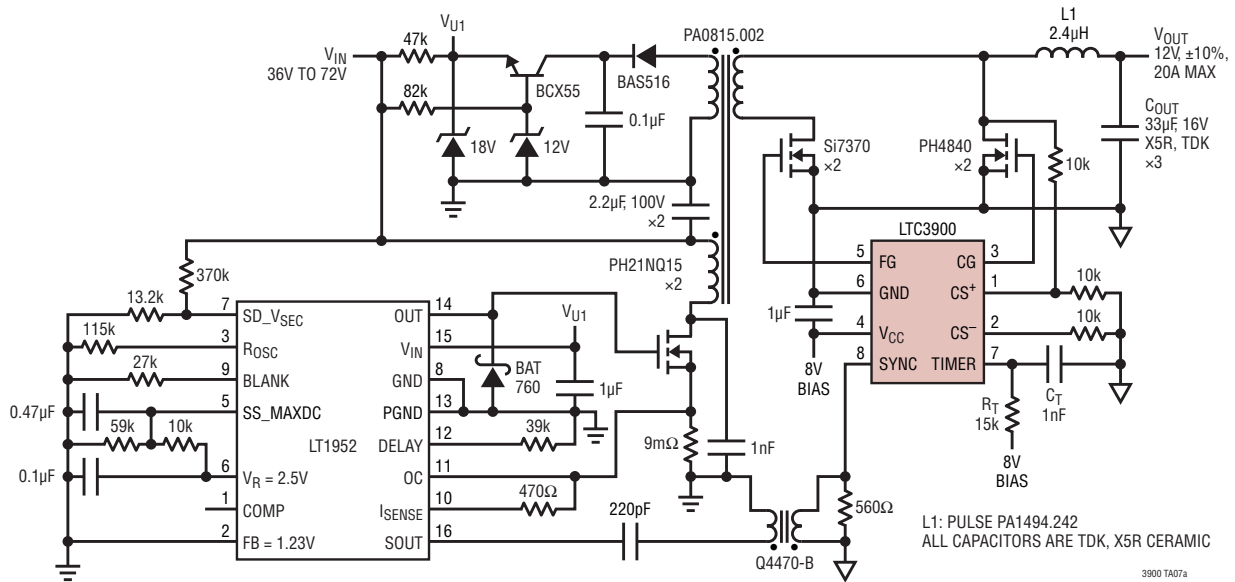 V_IN
36V TO 72V
47k
V_U1
82k
18V
12V
BCX55
BAS516
0.1µF
PA0815.002
2.2µF, 100V
×2
PH21NQ15
×2
Si7370
×2
PH4840
×2
10k
L1
2.4µH
V_OUT
12V, ±10%,
20A MAX
C_OUT
33µF, 16V
X5R, TDK
×3
LTC3900
5 FG
6 GND
4 V_CC
8 SYNC
CG 3
CS+ 1
CS– 2
TIMER 7
1µF
8V
BIAS
10k
10k
R_T
15k
C_T
1nF
8V
BIAS
370k
13.2k
115k
27k
0.47µF
59k
10k
0.1µF
7 SD_V_SEC
3 R_OSC
9 BLANK
5 SS_MAXDC
6 V_R = 2.5V
1 COMP
2 FB = 1.23V
LT1952
OUT 14
V_IN 15
GND 8
PGND 13
DELAY 12
OC 11
I_SENSE 10
SOUT 16
BAT
760
V_U1
1µF
39k
470Ω
9mΩ
1nF
220pF
Q4470-B
560Ω
L1: PULSE PA1494.242
ALL CAPACITORS ARE TDK, X5R CERAMIC
3900 TA07a